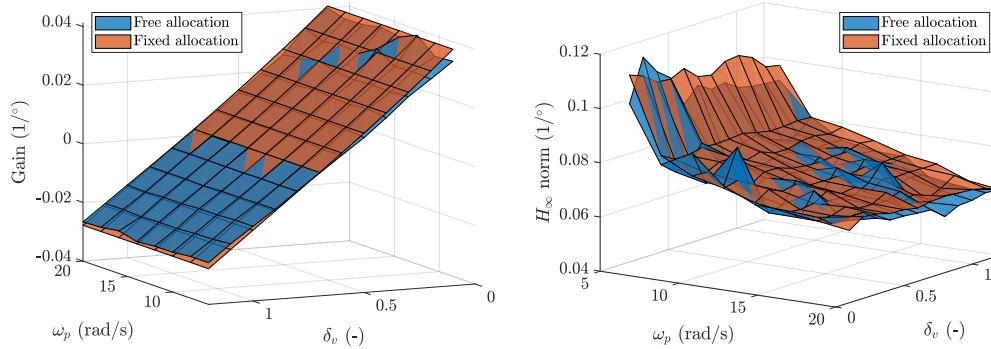 Free allocation
Fixed allocation
0.04
0.02
0
-0.02
-0.04
Gain (1/°)
20
15
10
ω_p (rad/s)
1
0.5
0
δ_v (-)
Free allocation
Fixed allocation
0.12
0.1
0.08
0.06
0.04
H_∞ norm (1/°)
5
10
15
20
ω_p (rad/s)
0
0.5
1
δ_v (-)